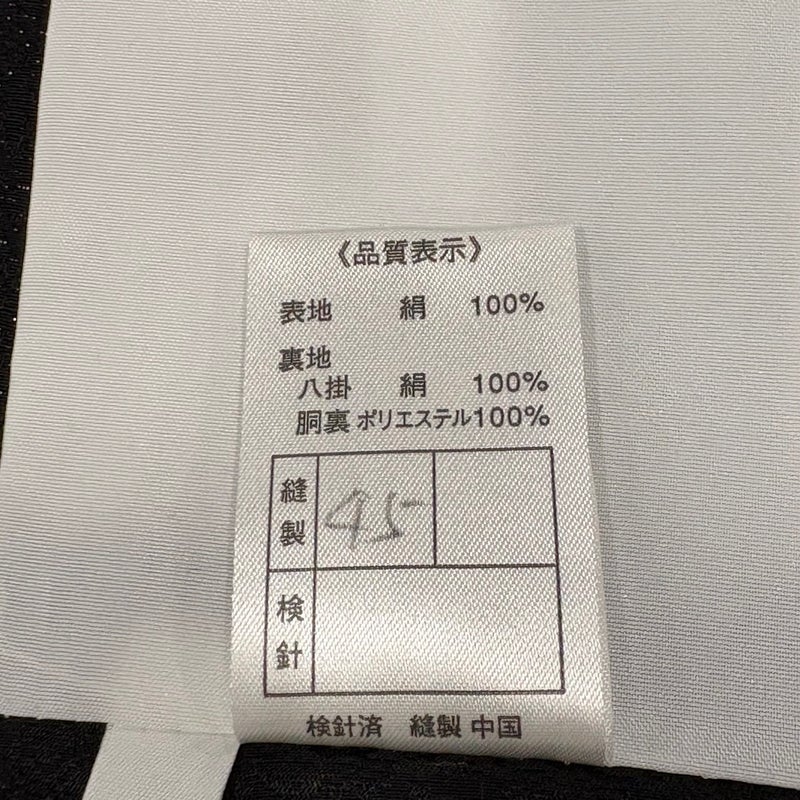 《品質表示》
表地 絹 100%
裏地
八掛 絹 100%
胴裏 ポリエステル100%
縫製 45
検針
検針済 縫製 中国